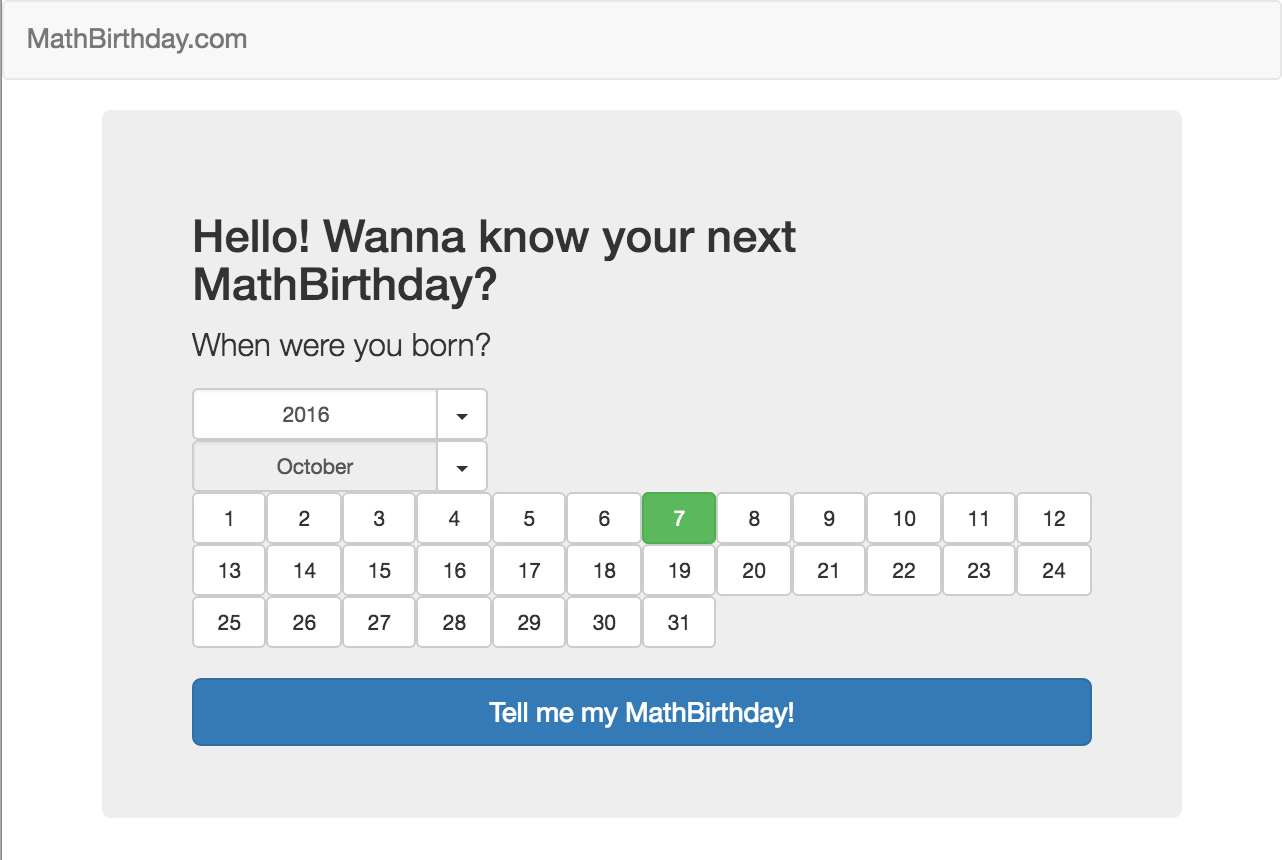 MathBirthday.com
Hello! Wanna know your next
MathBirthday?
When were you born?
2016
October
1 2 3 4 5 6 7 8 9 10 11 12
13 14 15 16 17 18 19 20 21 22 23 24
25 26 27 28 29 30 31
Tell me my MathBirthday!